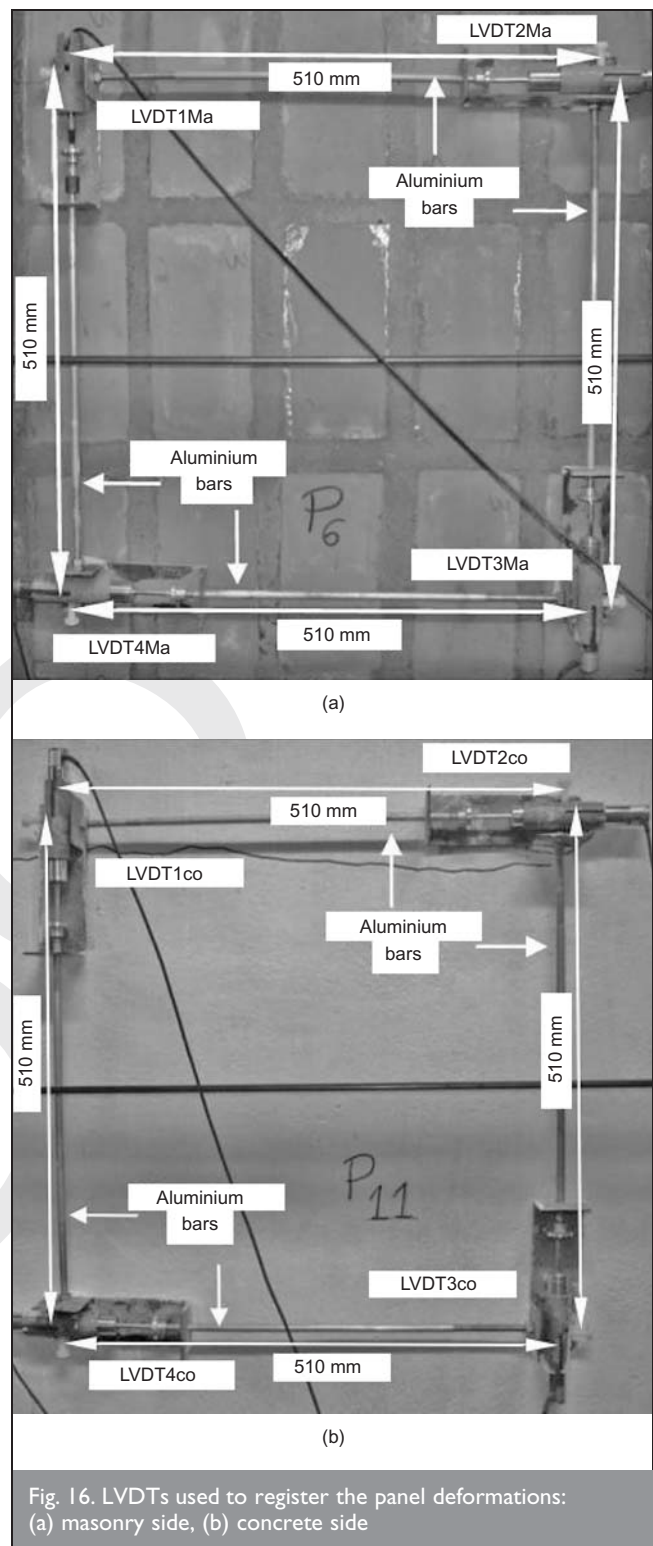 LVDT2Ma
510 mm
LVDT1Ma
Aluminium
bars
510 mm
510 mm
Aluminium
bars
P6
LVDT3Ma
510 mm
LVDT4Ma
(a)
LVDT2co
510 mm
LVDT1co
Aluminium
bars
510 mm
510 mm
Aluminium
bars
P11
LVDT3co
510 mm
LVDT4co
(b)
Fig. 16. LVDTs used to register the panel deformations:
(a) masonry side, (b) concrete side